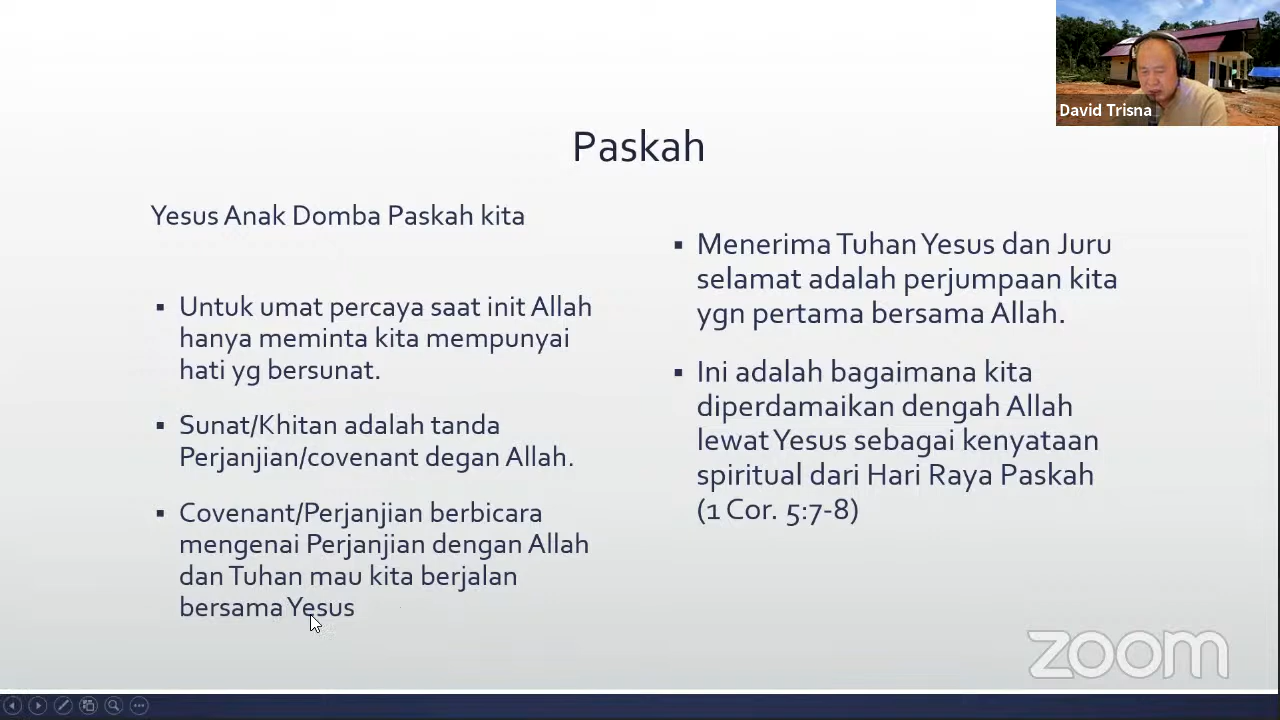 David Trisna
Paskah
Yesus Anak Domba Paskah kita
▪ Untuk umat percaya saat init Allah
hanya meminta kita mempunyai
hati yg bersunat.
▪ Sunat/Khitan adalah tanda
Perjanjian/covenant degan Allah.
▪ Covenant/Perjanjian berbicara
mengenai Perjanjian dengan Allah
dan Tuhan mau kita berjalan
bersama Yesus
▪ Menerima Tuhan Yesus dan Juru
selamat adalah perjumpaan kita
ygn pertama bersama Allah.
▪ Ini adalah bagaimana kita
diperdamaikan dengah Allah
lewat Yesus sebagai kenyataan
spiritual dari Hari Raya Paskah
(1 Cor. 5:7-8)
zoom